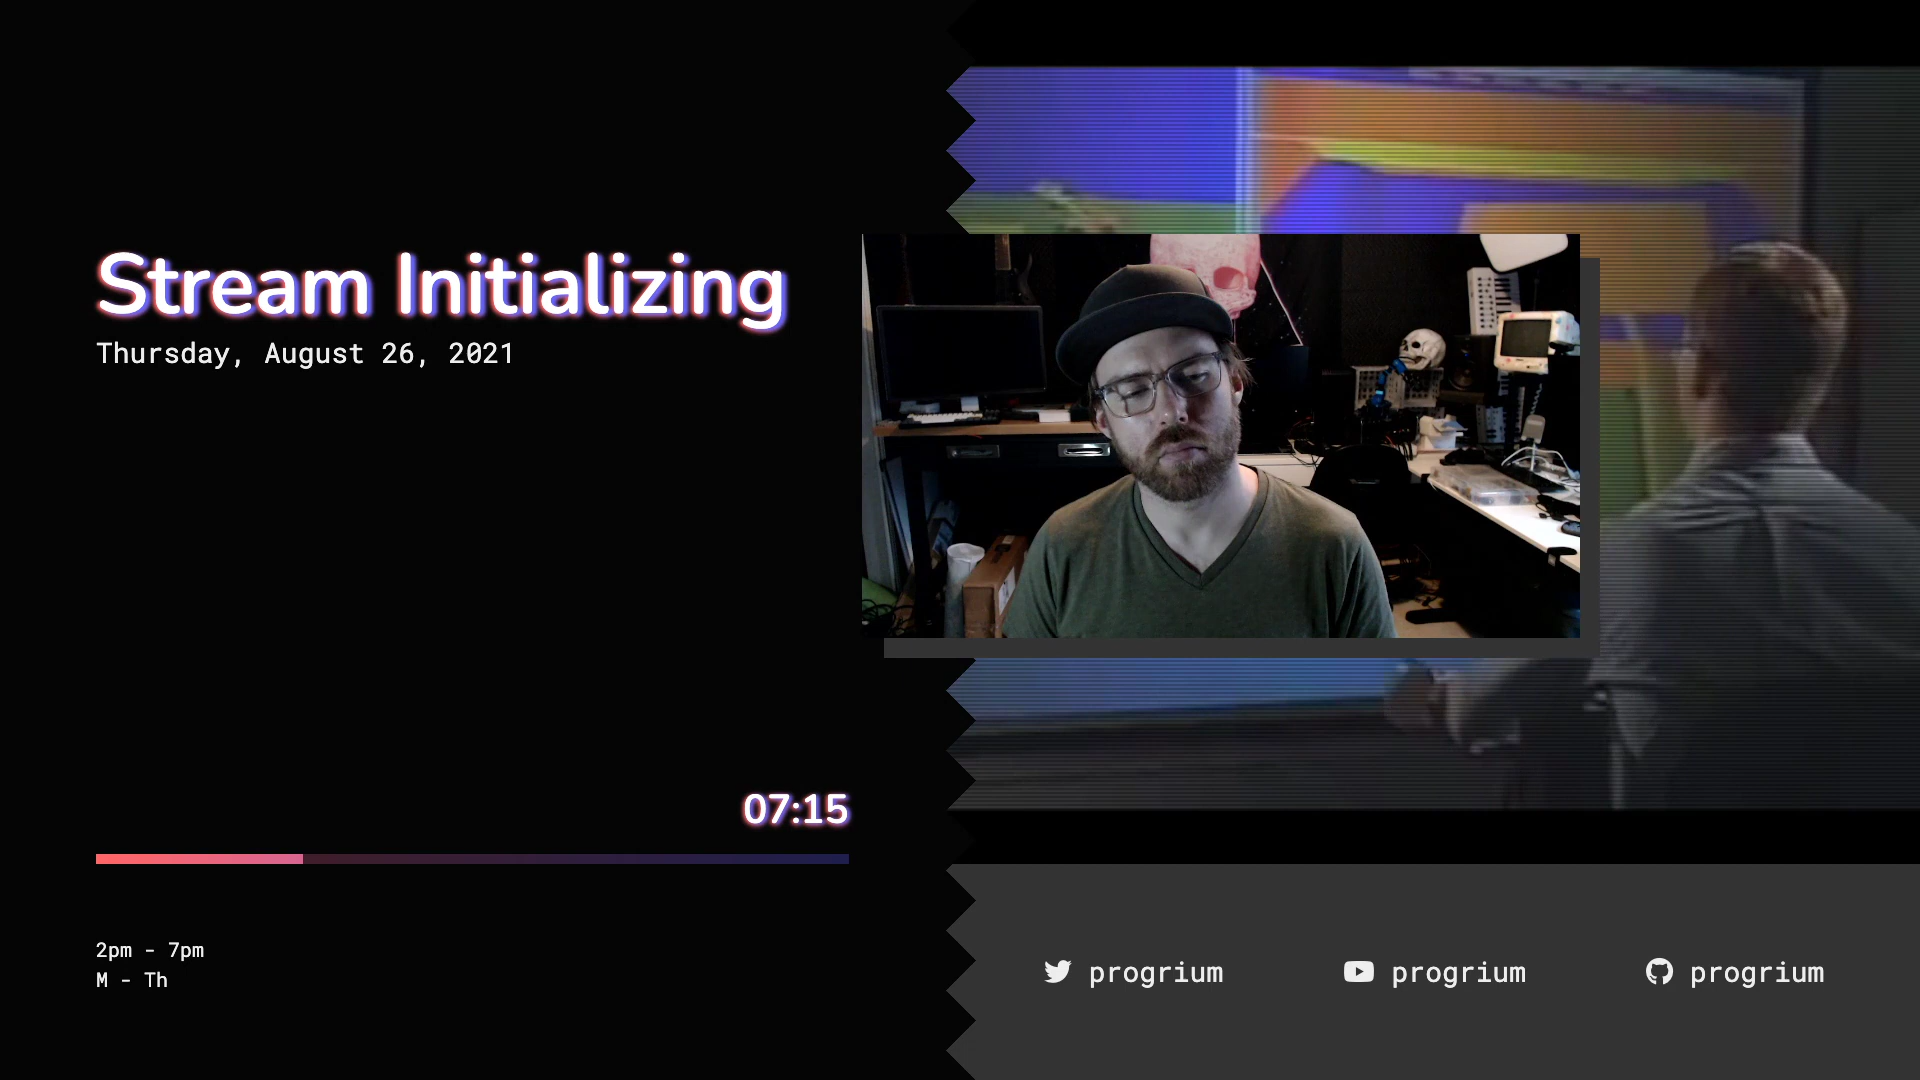 Stream Initializing
Thursday, August 26, 2021
07:15
2pm - 7pm
M - Th
progrium
progrium
progrium